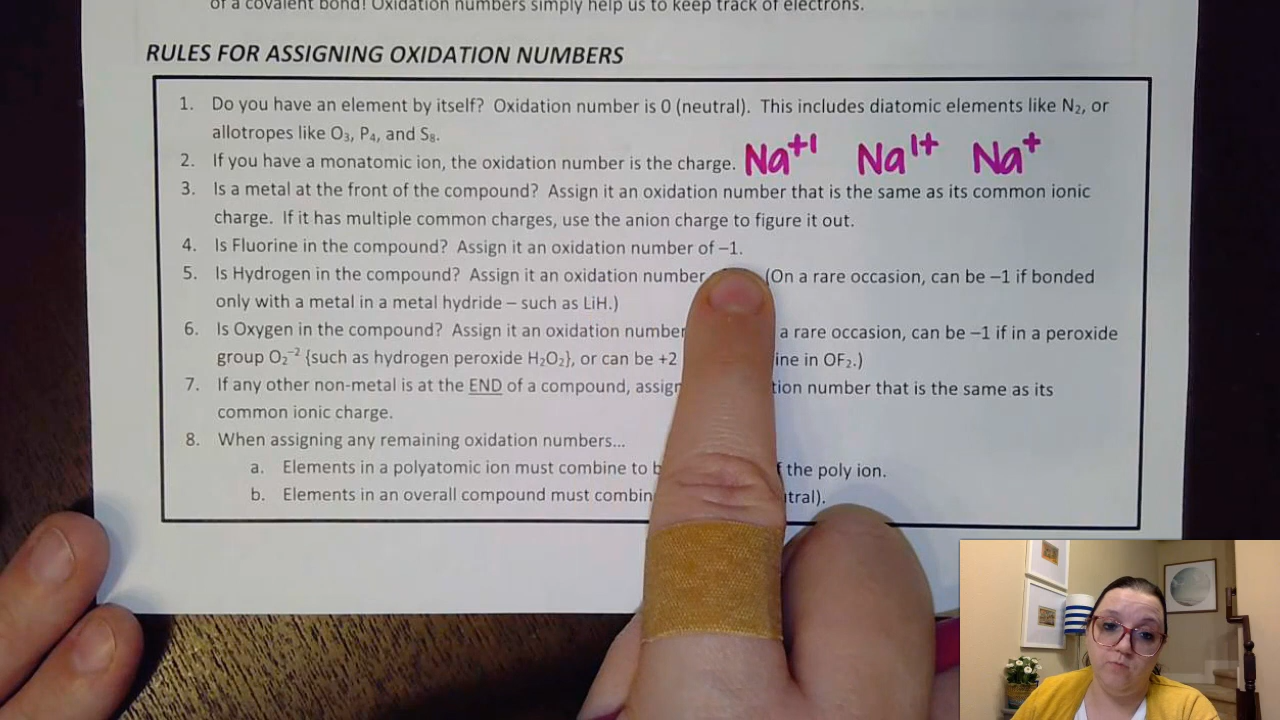 of a covalent bond! Oxidation numbers simply help us to keep track of electrons.
RULES FOR ASSIGNING OXIDATION NUMBERS
1. Do you have an element by itself? Oxidation number is 0 (neutral). This includes diatomic elements like N₂, or
allotropes like O₃, P₄, and S₈.
2. If you have a monatomic ion, the oxidation number is the charge. Na⁺¹ Na¹⁺ Na⁺
3. Is a metal at the front of the compound? Assign it an oxidation number that is the same as its common ionic
charge. If it has multiple common charges, use the anion charge to figure it out.
4. Is Fluorine in the compound? Assign it an oxidation number of –1.
5. Is Hydrogen in the compound? Assign it an oxidation number (On a rare occasion, can be –1 if bonded
only with a metal in a metal hydride – such as LiH.)
6. Is Oxygen in the compound? Assign it an oxidation number a rare occasion, can be –1 if in a peroxide
group O₂⁻² {such as hydrogen peroxide H₂O₂}, or can be +2 in OF₂.)
7. If any other non-metal is at the END of a compound, number that is the same as its
common ionic charge.
8. When assigning any remaining oxidation numbers...
a. Elements in a polyatomic ion must combine to the poly ion.
b. Elements in an overall compound must